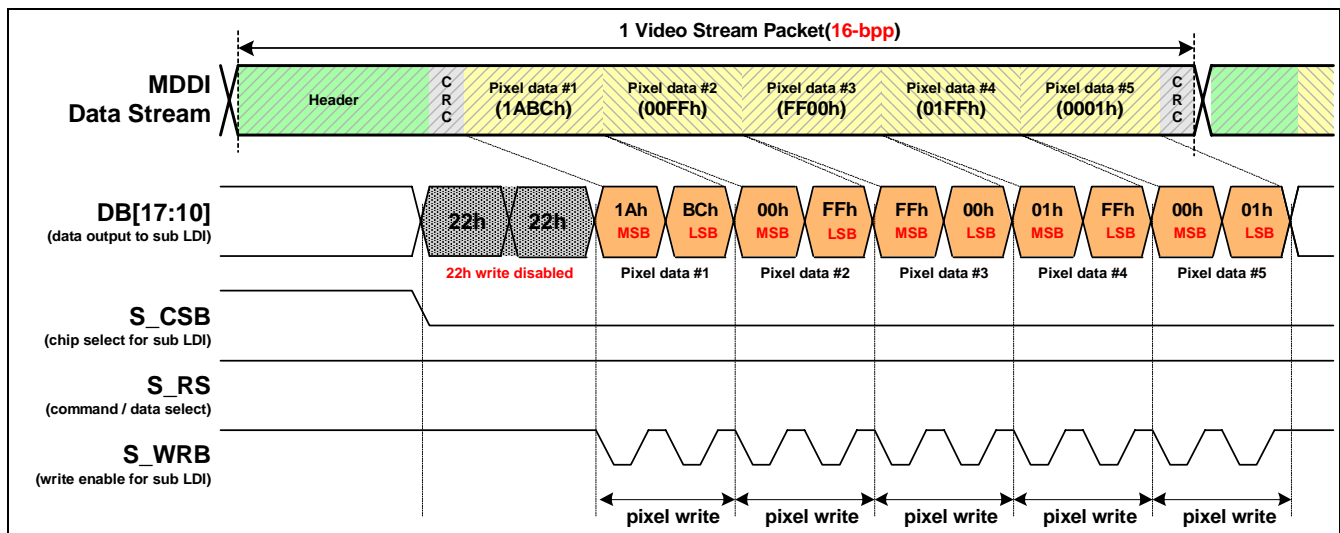 1 Video Stream Packet(16-bpp)
MDDI
Data Stream
Header
C
R
C
Pixel data #1
(1ABCh)
Pixel data #2
(00FFh)
Pixel data #3
(FF00h)
Pixel data #4
(01FFh)
Pixel data #5
(0001h)
C
R
C
DB[17:10]
(data output to sub LDI)
22h 22h
1Ah BCh 00h FFh FFh 00h 01h FFh 00h 01h
MSB LSB MSB LSB MSB LSB MSB LSB MSB LSB
22h write disabled Pixel data #1 Pixel data #2 Pixel data #3 Pixel data #4 Pixel data #5
S_CSB
(chip select for sub LDI)
S_RS
(command / data select)
S_WRB
(write enable for sub LDI)
pixel write pixel write pixel write pixel write pixel write